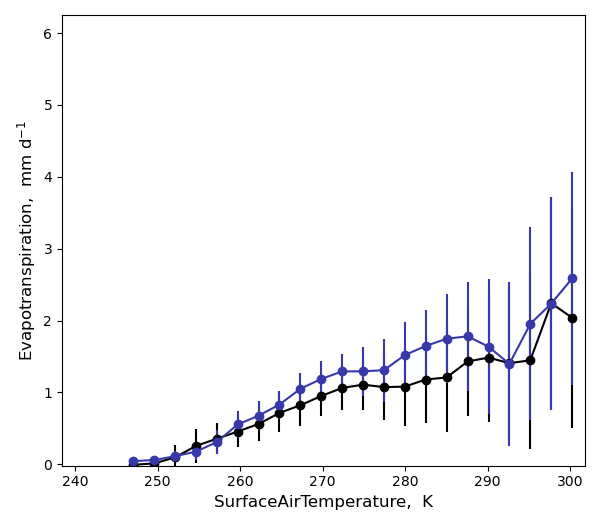 6
5
4
3
2
1
0
Evapotranspiration, mm d⁻¹
240 250 260 270 280 290 300
SurfaceAirTemperature, K